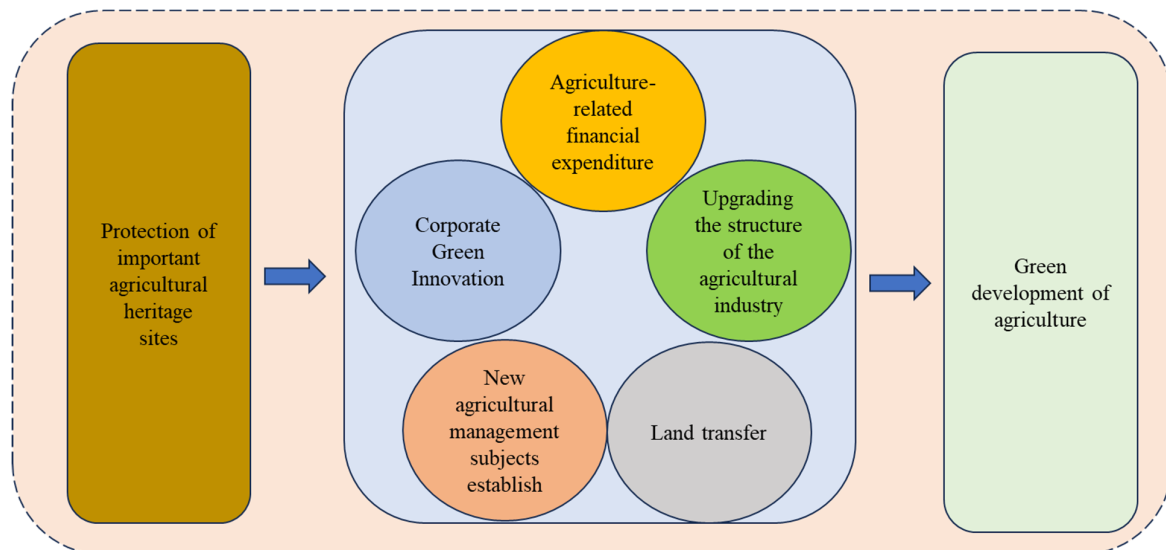 Protection of
important
agricultural
heritage
sites
Agriculture-
related
financial
expenditure
Corporate
Green
Innovation
Upgrading
the structure
of the
agricultural
industry
New
agricultural
management
subjects
establish
Land transfer
Green
development of
agriculture